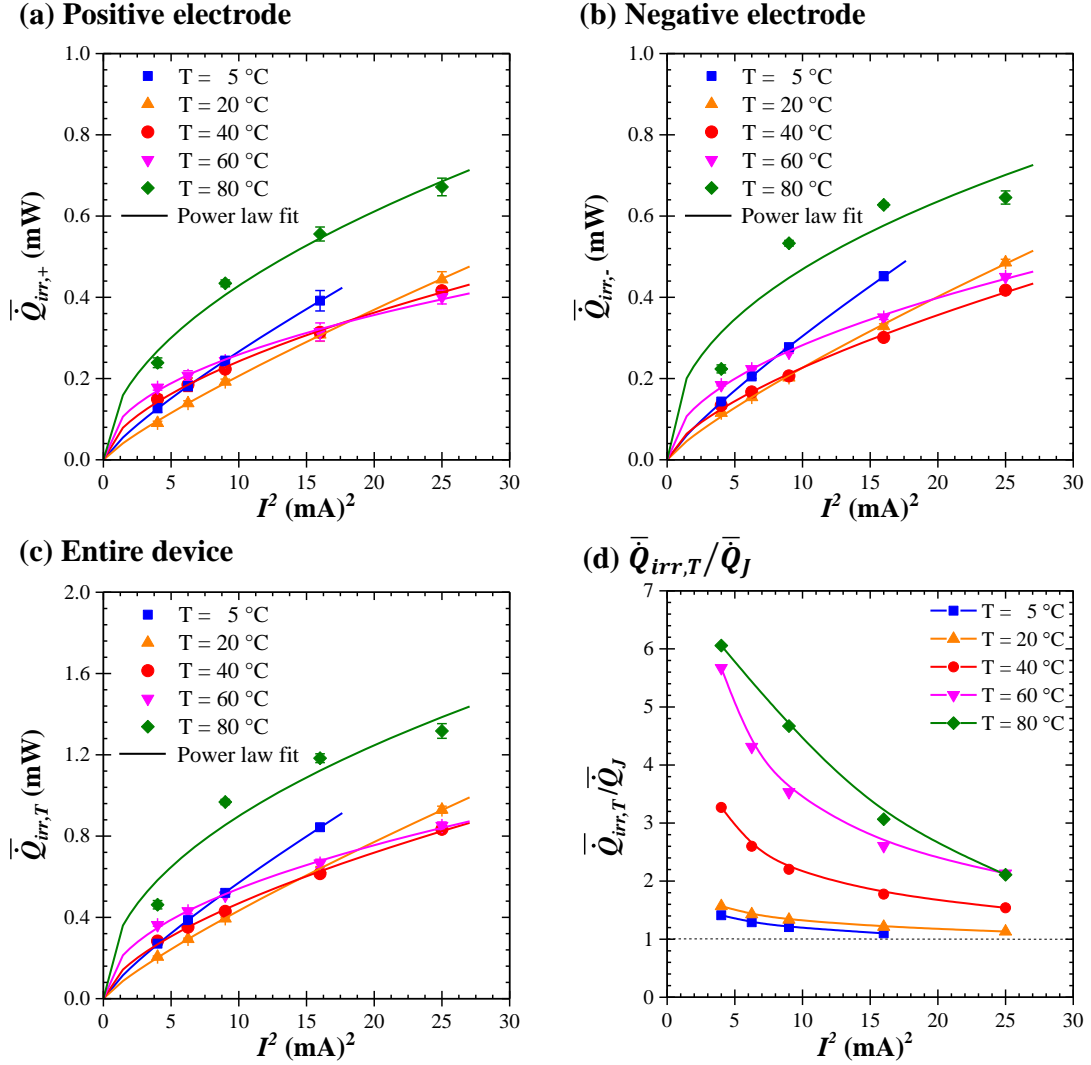 (a) Positive electrode
1.0
0.8
0.6
0.4
0.2
0.0
0
5
10
15
20
25
30
T = 5 °C
T = 20 °C
T = 40 °C
T = 60 °C
T = 80 °C
Power law fit
Q̇̅irr,+ (mW)
I² (mA)²
(b) Negative electrode
1.0
0.8
0.6
0.4
0.2
0.0
0
5
10
15
20
25
30
T = 5 °C
T = 20 °C
T = 40 °C
T = 60 °C
T = 80 °C
Power law fit
Q̇̅irr,- (mW)
I² (mA)²
(c) Entire device
2.0
1.6
1.2
0.8
0.4
0.0
0
5
10
15
20
25
30
T = 5 °C
T = 20 °C
T = 40 °C
T = 60 °C
T = 80 °C
Power law fit
Q̇̅irr,T (mW)
I² (mA)²
(d) Q̇̅irr,T/Q̇̅J
7
6
5
4
3
2
1
0
0
5
10
15
20
25
30
T = 5 °C
T = 20 °C
T = 40 °C
T = 60 °C
T = 80 °C
Q̇̅irr,T/Q̇̅J
I² (mA)²